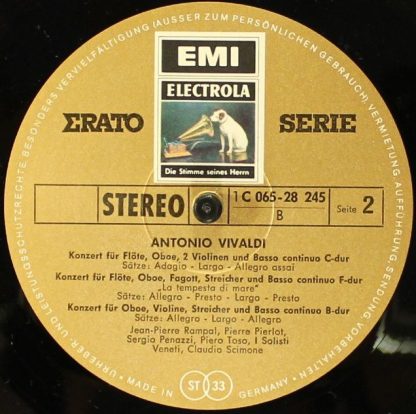 EMI
ELECTROLA
ERATO SERIE
Die Stimme seines Herrn
STEREO 1 C 065-28 245 Seite 2
B
ANTONIO VIVALDI
Konzert für Flöte, Oboe, 2 Violinen und Basso continuo C-dur
Sätze: Adagio - Largo - Allegro assai
Konzert für Flöte, Oboe, Fagott, Streicher und Basso continuo F-dur
„La tempesta di mare"
Sätze: Allegro - Presto - Largo - Presto
Konzert für Oboe, Violine, Streicher und Basso continuo B-dur
Sätze: Allegro - Largo - Allegro
Jean-Pierre Rampal, Pierre Pierlot,
Sergio Penazzi, Piero Toso, I Solisti
Veneti, Claudio Scimone
ST 33
MADE IN GERMANY • URHEBER- UND LEISTUNGSSCHUTZRECHTE, BESONDERS VERVIELFÄLTIGUNG (AUSSER ZUM PERSÖNLICHEN GEBRAUCH) VERMIETUNG, AUFFÜHRUNG, SENDUNG VORBEHALTEN •